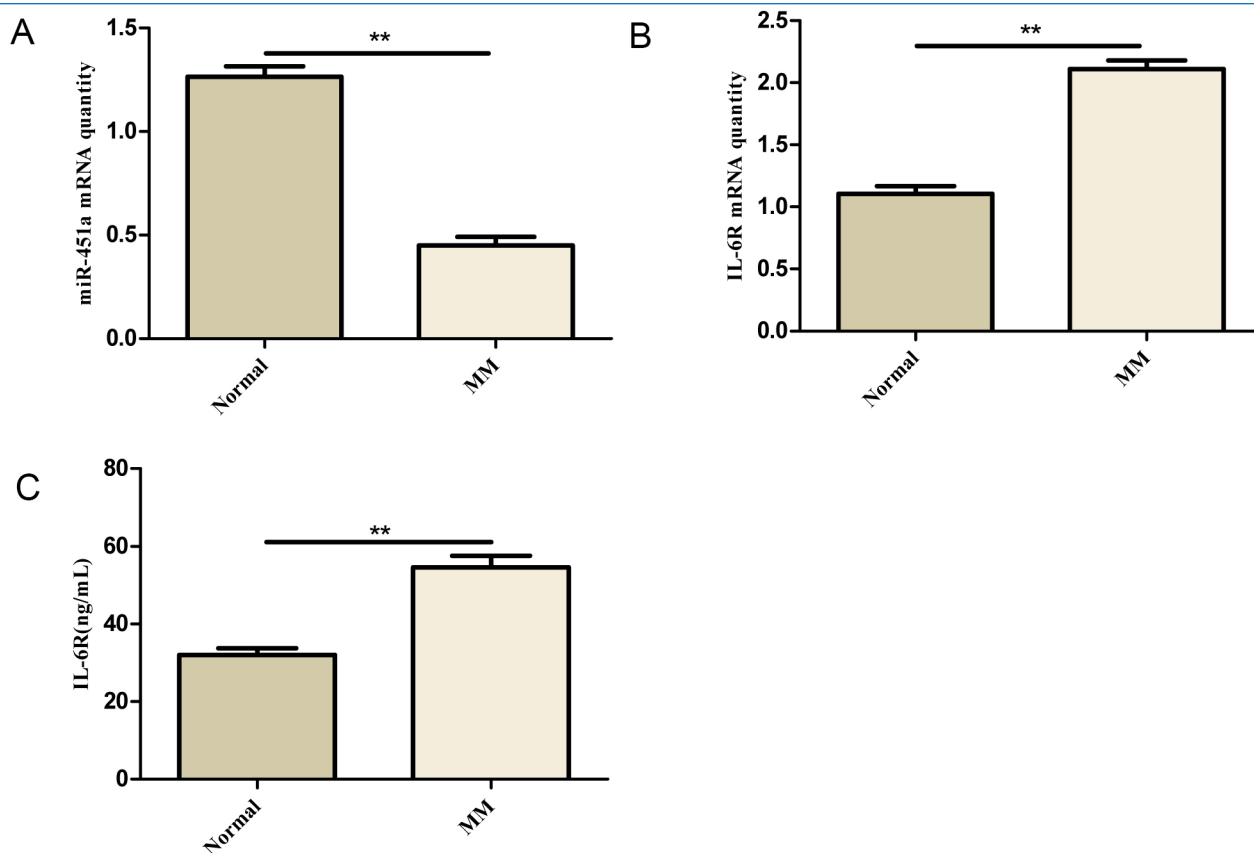 A
miR-451a mRNA quantity
1.5
1.0
0.5
0.0
**
Normal
MM
B
IL-6R mRNA quantity
2.5
2.0
1.5
1.0
0.5
0.0
**
Normal
MM
C
IL-6R(ng/mL)
80
60
40
20
0
**
Normal
MM